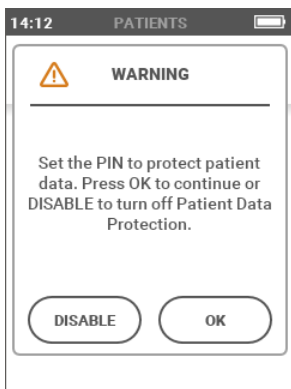 14:12 PATIENTS
WARNING
Set the PIN to protect patient
data. Press OK to continue or
DISABLE to turn off Patient Data
Protection.
DISABLE OK